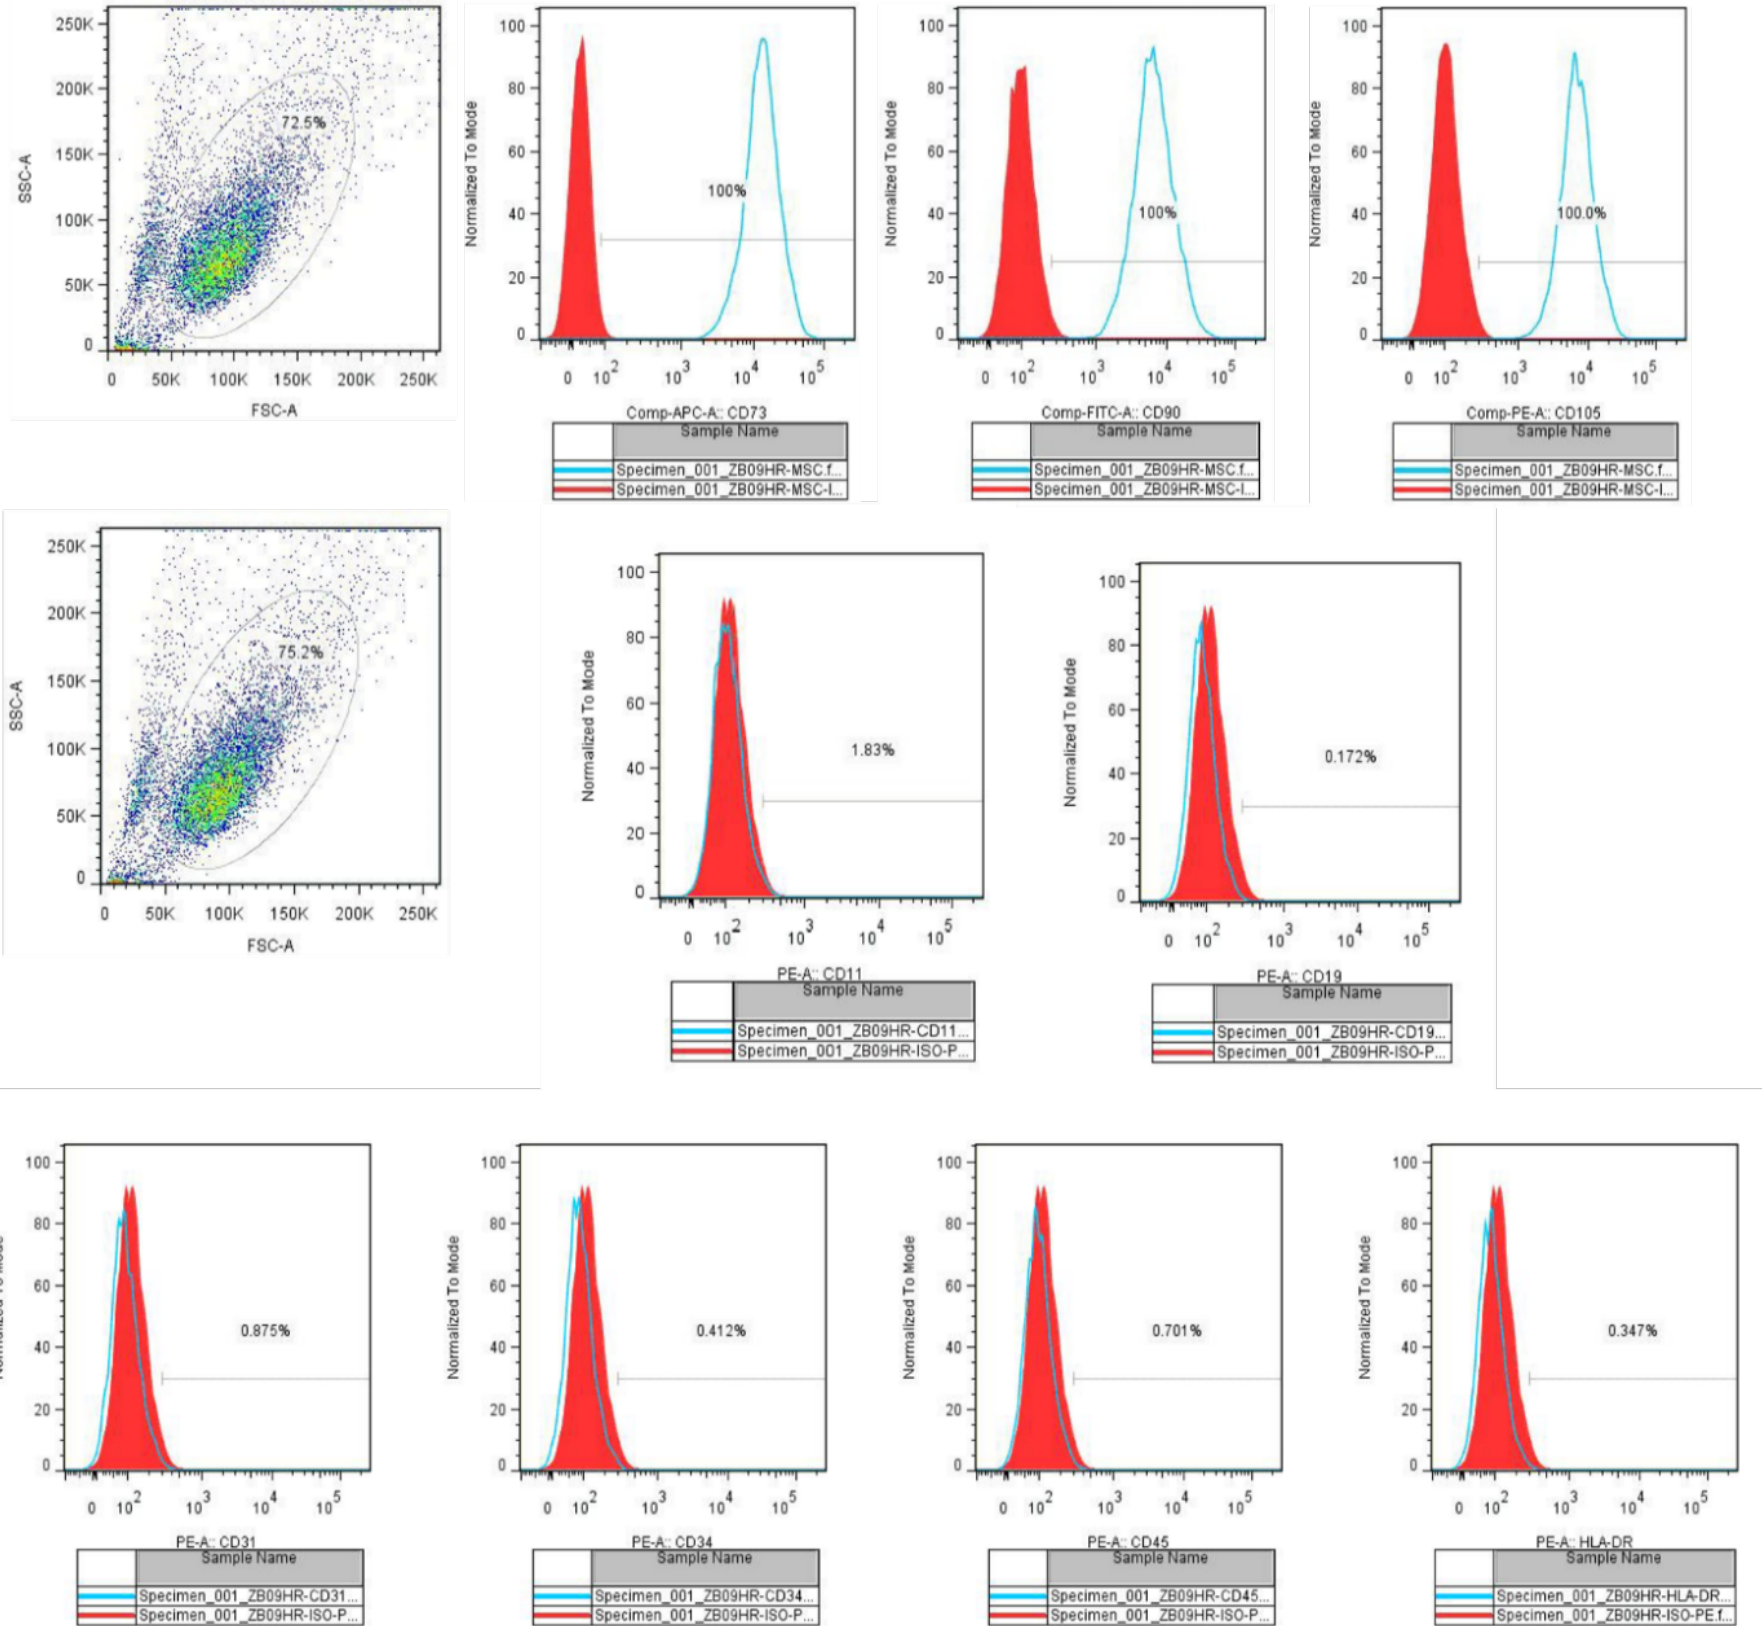 250K
200K
150K
100K
50K
0
SSC-A
72.5%
0 50K 100K 150K 200K 250K
FSC-A
100
80
60
40
20
0
Normalized To Mode
100%
0 10^2 10^3 10^4 10^5
Comp-APC-A:: CD73
Sample Name
Specimen_001_ZB09HR-MSC.f...
Specimen_001_ZB09HR-MSC-I...
100
80
60
40
20
0
Normalized To Mode
100%
0 10^2 10^3 10^4 10^5
Comp-FITC-A:: CD90
Sample Name
Specimen_001_ZB09HR-MSC.f...
Specimen_001_ZB09HR-MSC-I...
100
80
60
40
20
0
Normalized To Mode
100.0%
0 10^2 10^3 10^4 10^5
Comp-PE-A:: CD105
Sample Name
Specimen_001_ZB09HR-MSC.f...
Specimen_001_ZB09HR-MSC-I...
250K
200K
150K
100K
50K
0
SSC-A
75.2%
0 50K 100K 150K 200K 250K
FSC-A
100
80
60
40
20
0
Normalized To Mode
1.83%
0 10^2 10^3 10^4 10^5
PE-A:: CD11
Sample Name
Specimen_001_ZB09HR-CD11...
Specimen_001_ZB09HR-ISO-P...
100
80
60
40
20
0
Normalized To Mode
0.172%
0 10^2 10^3 10^4 10^5
PE-A:: CD19
Sample Name
Specimen_001_ZB09HR-CD19...
Specimen_001_ZB09HR-ISO-P...
100
80
60
40
20
0
Normalized To Mode
0.875%
0 10^2 10^3 10^4 10^5
PE-A:: CD31
Sample Name
Specimen_001_ZB09HR-CD31...
Specimen_001_ZB09HR-ISO-P...
100
80
60
40
20
0
Normalized To Mode
0.412%
0 10^2 10^3 10^4 10^5
PE-A:: CD34
Sample Name
Specimen_001_ZB09HR-CD34...
Specimen_001_ZB09HR-ISO-P...
100
80
60
40
20
0
Normalized To Mode
0.701%
0 10^2 10^3 10^4 10^5
PE-A:: CD45
Sample Name
Specimen_001_ZB09HR-CD45...
Specimen_001_ZB09HR-ISO-P...
100
80
60
40
20
0
Normalized To Mode
0.347%
0 10^2 10^3 10^4 10^5
PE-A:: HLA-DR
Sample Name
Specimen_001_ZB09HR-HLA-DR...
Specimen_001_ZB09HR-ISO-PE.f...